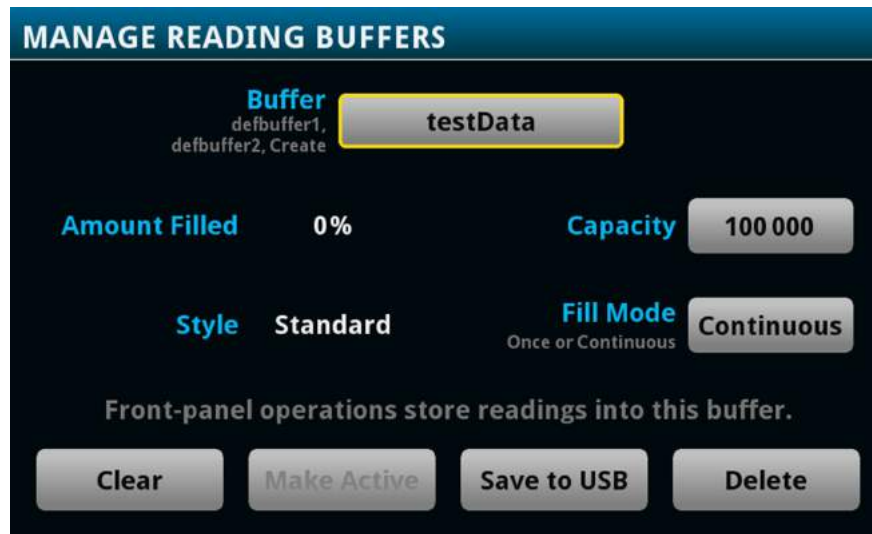 MANAGE READING BUFFERS
Buffer
defbuffer1,
defbuffer2, Create
testData
Amount Filled 0%
Capacity 100 000
Style Standard
Fill Mode
Once or Continuous
Continuous
Front-panel operations store readings into this buffer.
Clear Make Active Save to USB Delete